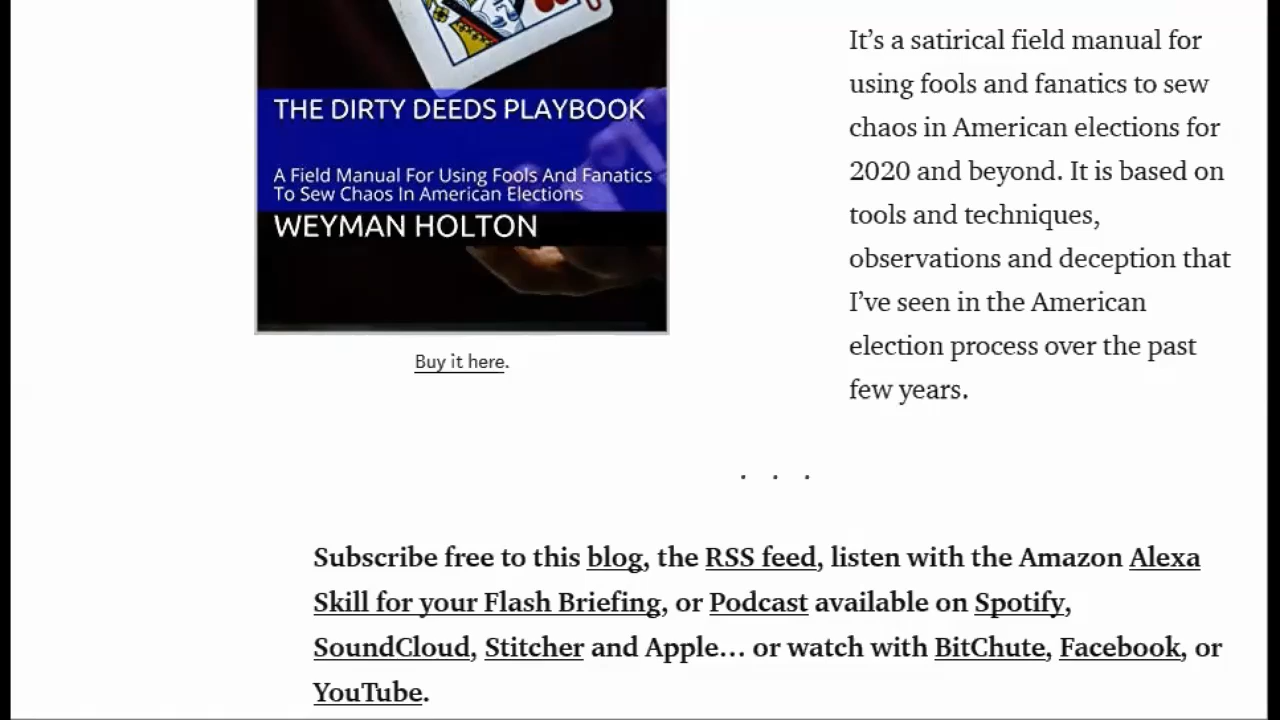 THE DIRTY DEEDS PLAYBOOK
A Field Manual For Using Fools And Fanatics
To Sew Chaos In American Elections
WEYMAN HOLTON
Buy it here.
It’s a satirical field manual for
using fools and fanatics to sew
chaos in American elections for
2020 and beyond. It is based on
tools and techniques,
observations and deception that
I’ve seen in the American
election process over the past
few years.
. . .
Subscribe free to this blog, the RSS feed, listen with the Amazon Alexa
Skill for your Flash Briefing, or Podcast available on Spotify,
SoundCloud, Stitcher and Apple… or watch with BitChute, Facebook, or
YouTube.